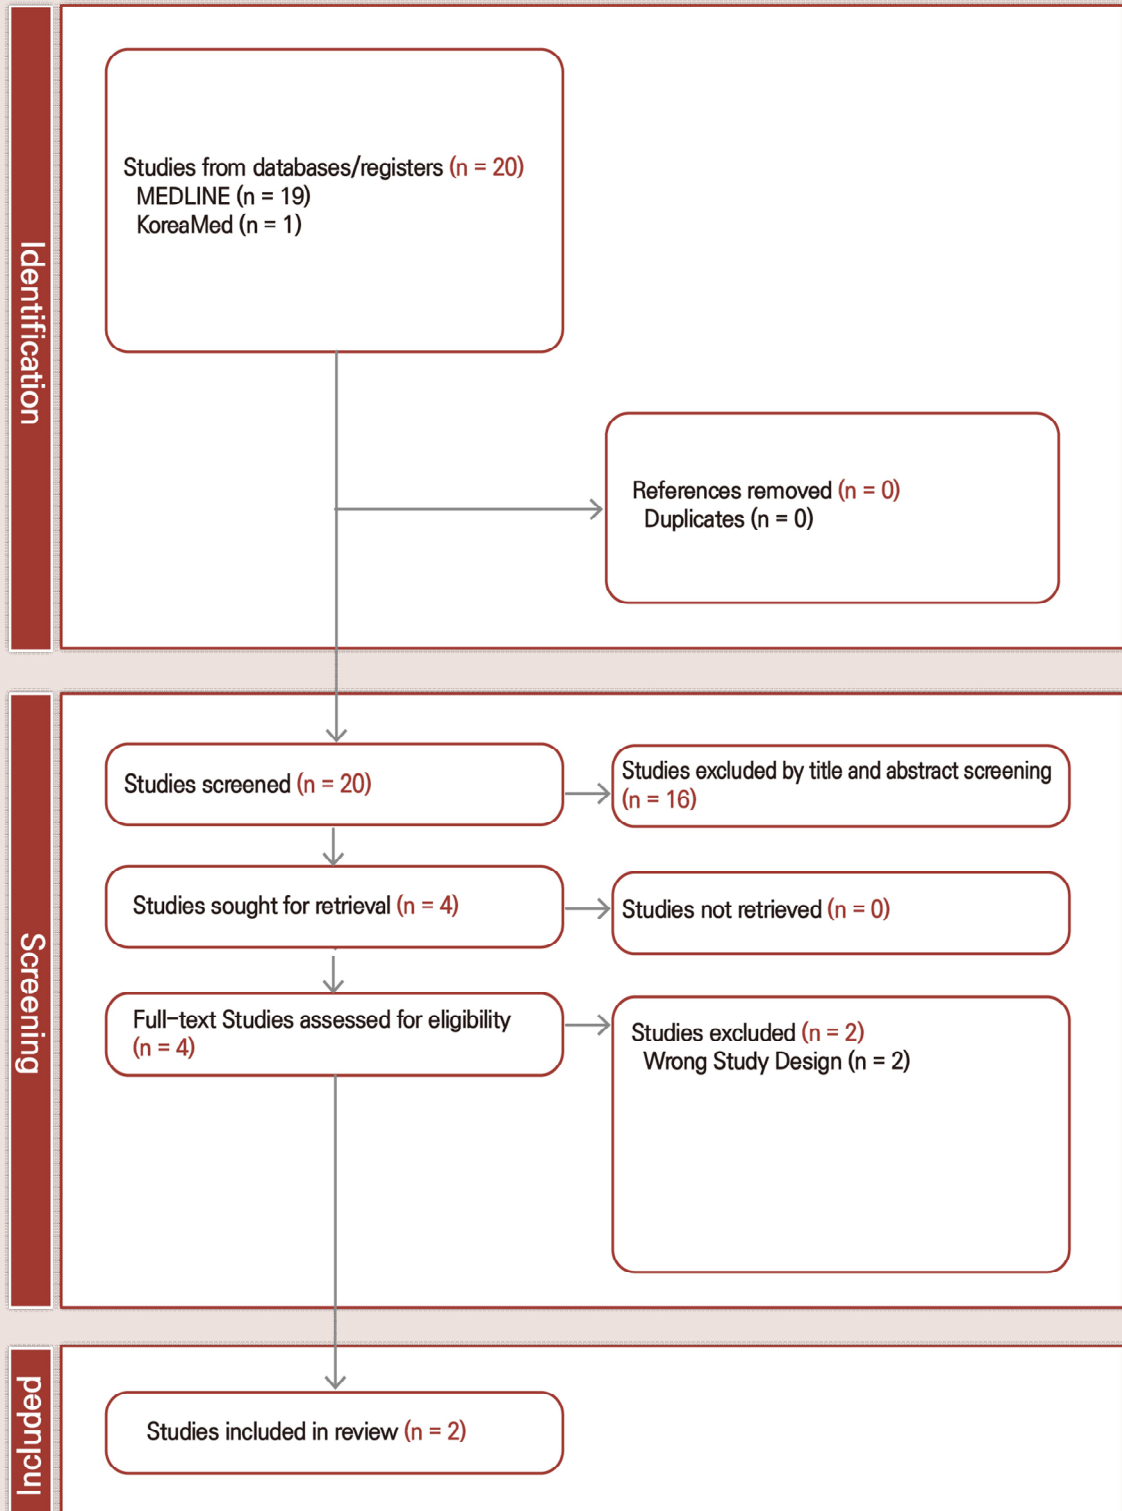 Identification
Studies from databases/registers (n = 20)
MEDLINE (n = 19)
KoreaMed (n = 1)
References removed (n = 0)
Duplicates (n = 0)
Screening
Studies screened (n = 20)
Studies excluded by title and abstract screening
(n = 16)
Studies sought for retrieval (n = 4)
Studies not retrieved (n = 0)
Full-text Studies assessed for eligibility
(n = 4)
Studies excluded (n = 2)
Wrong Study Design (n = 2)
Included
Studies included in review (n = 2)